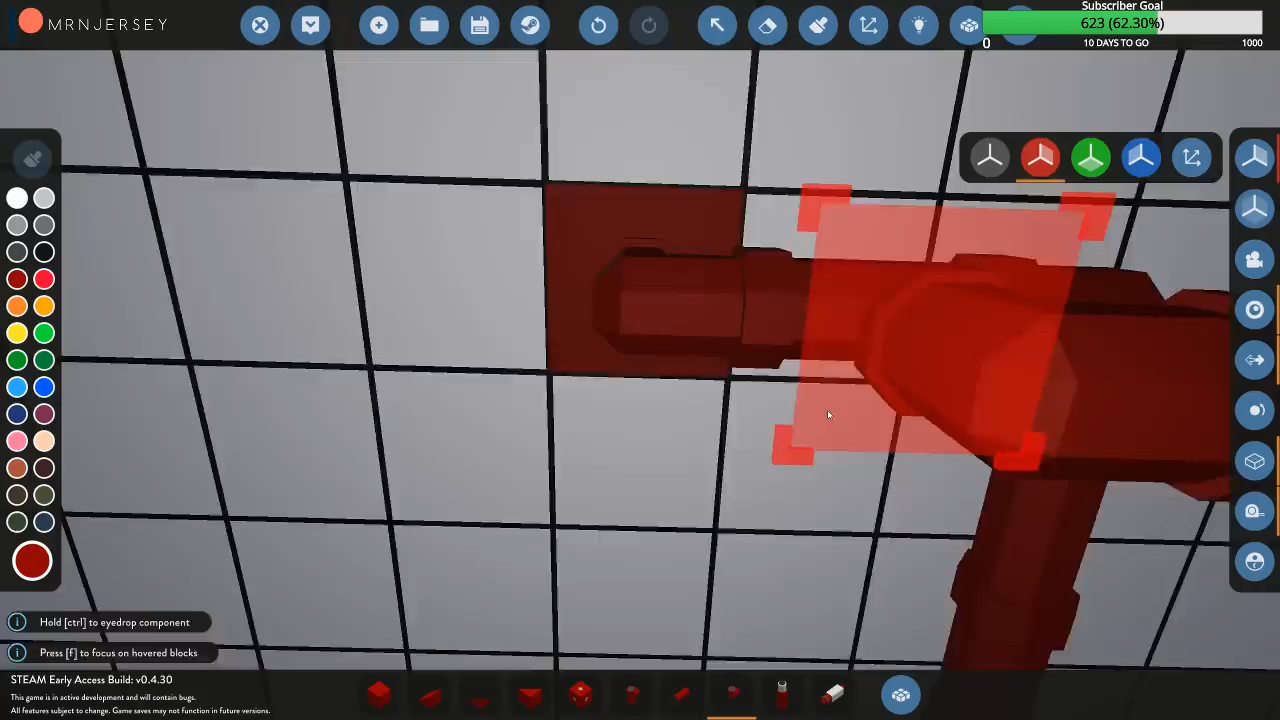 MRNJERSEY
Subscriber Goal
623 (62.30%)
0
10 DAYS TO GO
1000
Hold [ctrl] to eyedrop component
Press [f] to focus on hovered blocks
STEAM Early Access Build: v0.4.30
This game is in active development and will contain bugs.
All features subject to change. Game saves may not function in future versions.